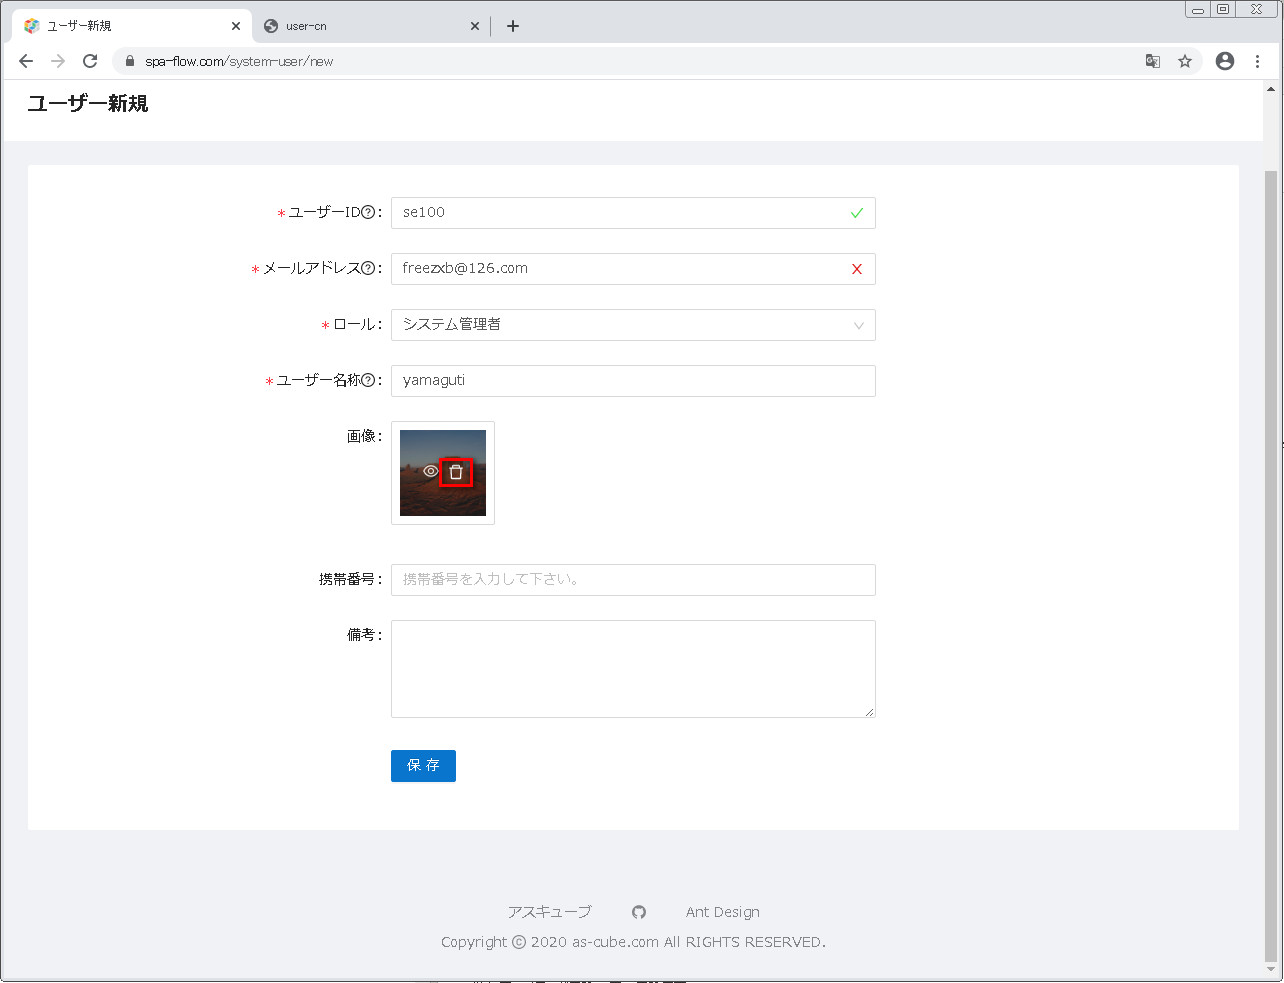 ユーザー新規
user-cn
spa-flow.com/system-user/new
ユーザー新規
* ユーザーID : se100
* メールアドレス : freezxb@126.com
* ロール : システム管理者
* ユーザー名称 : yamaguti
画像 :
携帯番号 : 携帯番号を入力して下さい。
備考 :
保 存
アスキューブ Ant Design
Copyright © 2020 as-cube.com All RIGHTS RESERVED.